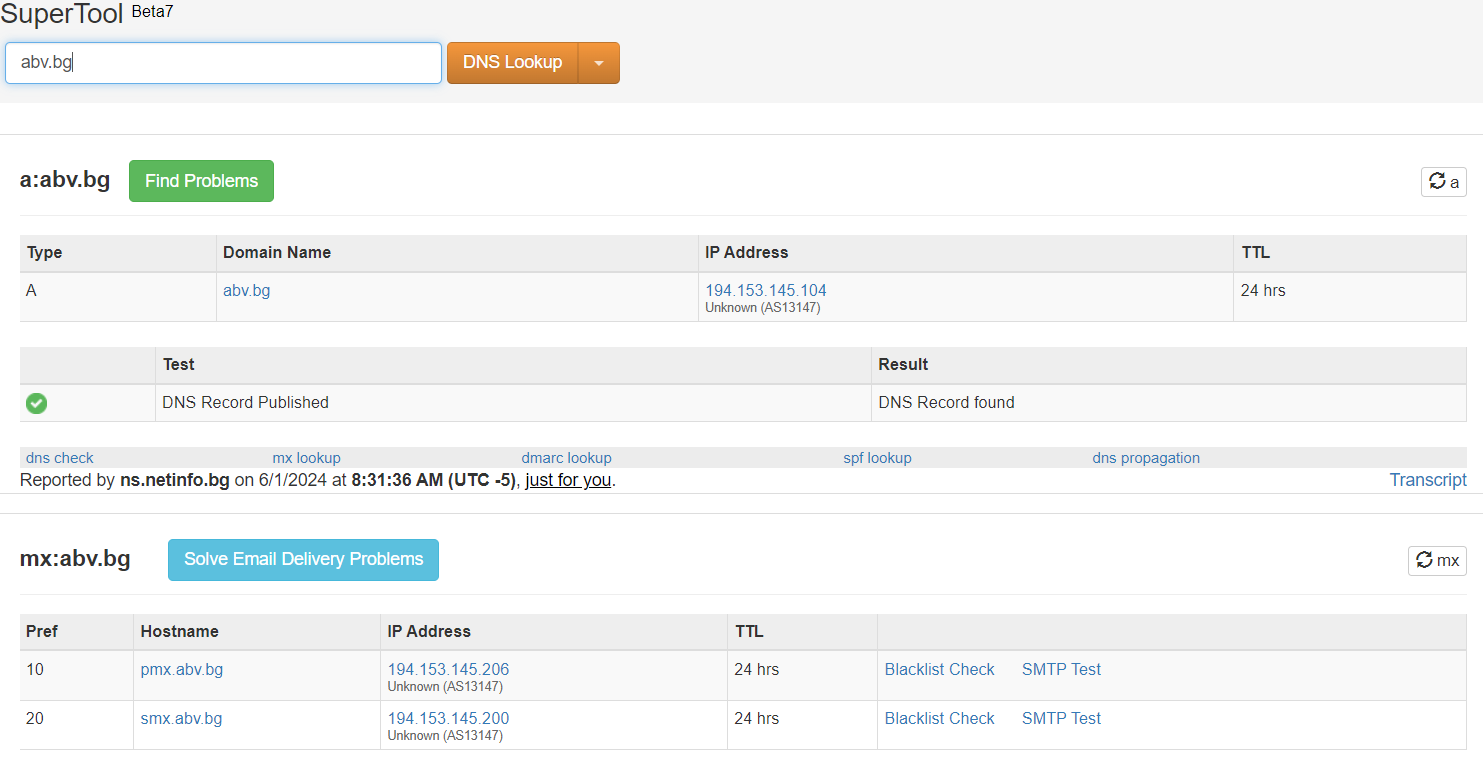 SuperTool Beta7
abv.bg DNS Lookup
a:abv.bg Find Problems a
Type Domain Name IP Address TTL
A abv.bg 194.153.145.104 24 hrs
Unknown (AS13147)
Test Result
DNS Record Published DNS Record found
dns check mx lookup dmarc lookup spf lookup dns propagation
Reported by ns.netinfo.bg on 6/1/2024 at 8:31:36 AM (UTC -5), just for you. Transcript
mx:abv.bg Solve Email Delivery Problems mx
Pref Hostname IP Address TTL
10 pmx.abv.bg 194.153.145.206 24 hrs Blacklist Check SMTP Test
Unknown (AS13147)
20 smx.abv.bg 194.153.145.200 24 hrs Blacklist Check SMTP Test
Unknown (AS13147)